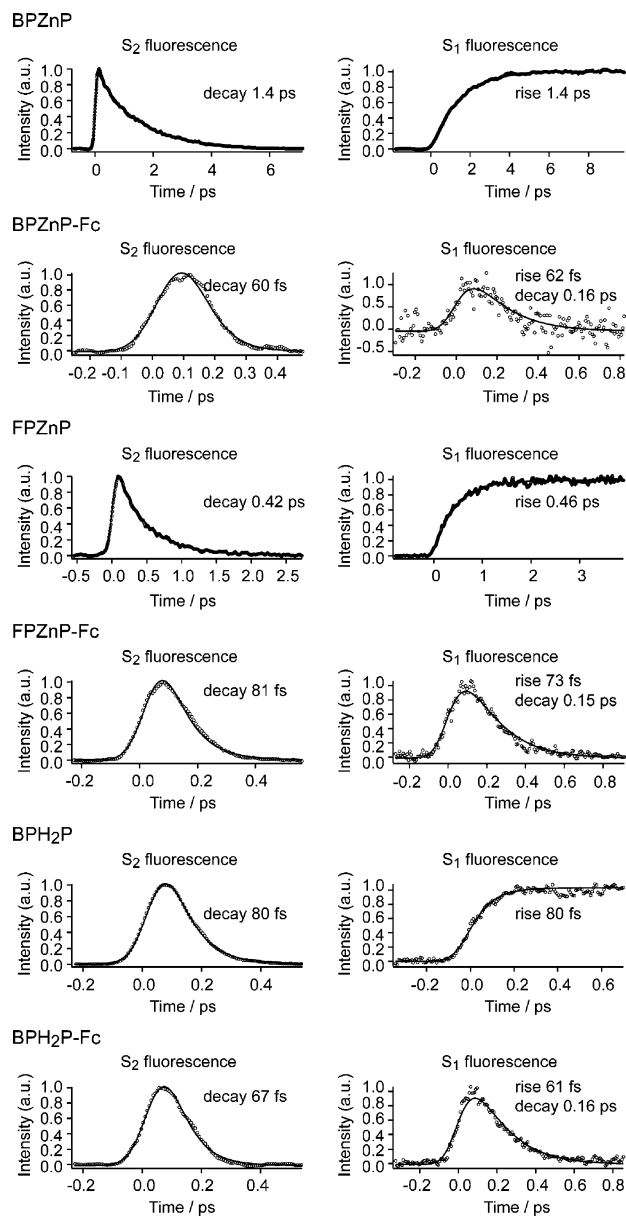 BPZnP
S2 fluorescence
S1 fluorescence
Intensity (a.u.)
1.0
0.8
0.6
0.4
0.2
0.0
decay 1.4 ps
0 2 4 6
Time / ps
Intensity (a.u.)
1.0
0.8
0.6
0.4
0.2
0.0
rise 1.4 ps
0 2 4 6 8
Time / ps
BPZnP-Fc
S2 fluorescence
S1 fluorescence
Intensity (a.u.)
1.0
0.8
0.6
0.4
0.2
0.0
decay 60 fs
-0.2 -0.1 0.0 0.1 0.2 0.3 0.4
Time / ps
Intensity (a.u.)
1.0
0.5
0.0
-0.5
rise 62 fs
decay 0.16 ps
-0.2 0.0 0.2 0.4 0.6 0.8
Time / ps
FPZnP
S2 fluorescence
S1 fluorescence
Intensity (a.u.)
1.0
0.8
0.6
0.4
0.2
0.0
decay 0.42 ps
-0.5 0.0 0.5 1.0 1.5 2.0 2.5
Time / ps
Intensity (a.u.)
1.0
0.8
0.6
0.4
0.2
0.0
rise 0.46 ps
0 1 2 3
Time / ps
FPZnP-Fc
S2 fluorescence
S1 fluorescence
Intensity (a.u.)
1.0
0.8
0.6
0.4
0.2
0.0
decay 81 fs
-0.2 0.0 0.2 0.4
Time / ps
Intensity (a.u.)
1.0
0.8
0.6
0.4
0.2
0.0
rise 73 fs
decay 0.15 ps
-0.2 0.0 0.2 0.4 0.6 0.8
Time / ps
BPH2P
S2 fluorescence
S1 fluorescence
Intensity (a.u.)
1.0
0.8
0.6
0.4
0.2
0.0
decay 80 fs
-0.2 0.0 0.2 0.4
Time / ps
Intensity (a.u.)
1.0
0.8
0.6
0.4
0.2
0.0
rise 80 fs
-0.2 0.0 0.2 0.4 0.6
Time / ps
BPH2P-Fc
S2 fluorescence
S1 fluorescence
Intensity (a.u.)
1.0
0.8
0.6
0.4
0.2
0.0
decay 67 fs
-0.2 0.0 0.2 0.4
Time / ps
Intensity (a.u.)
1.0
0.8
0.6
0.4
0.2
0.0
rise 61 fs
decay 0.16 ps
-0.2 0.0 0.2 0.4 0.6 0.8
Time / ps